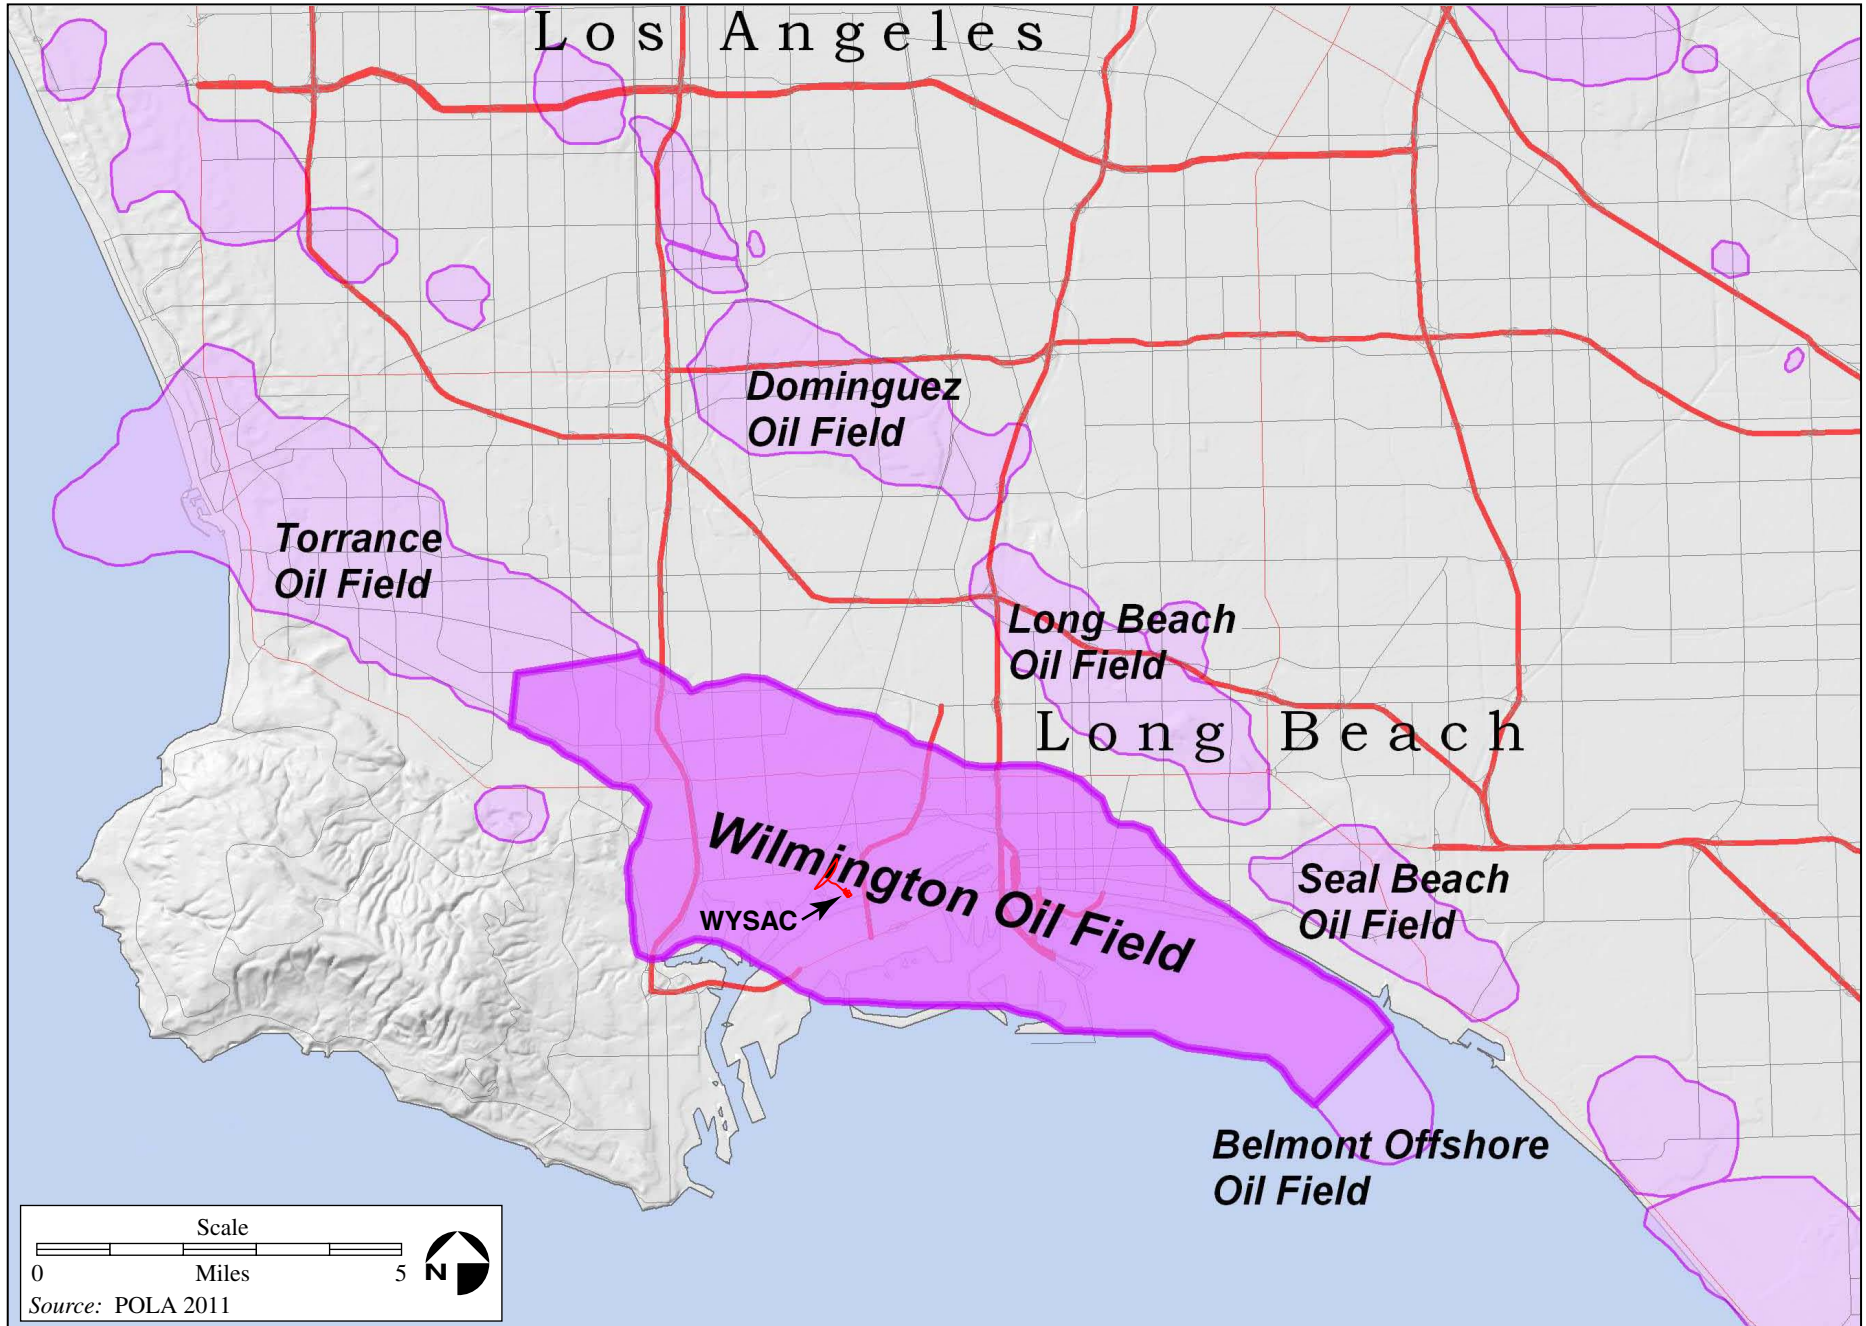 Los Angeles
Dominguez
Oil Field
Torrance
Oil Field
Long Beach
Oil Field
Long Beach
Wilmington Oil Field
WYSAC
Seal Beach
Oil Field
Belmont Offshore
Oil Field
Scale
0 Miles 5
N
Source: POLA 2011